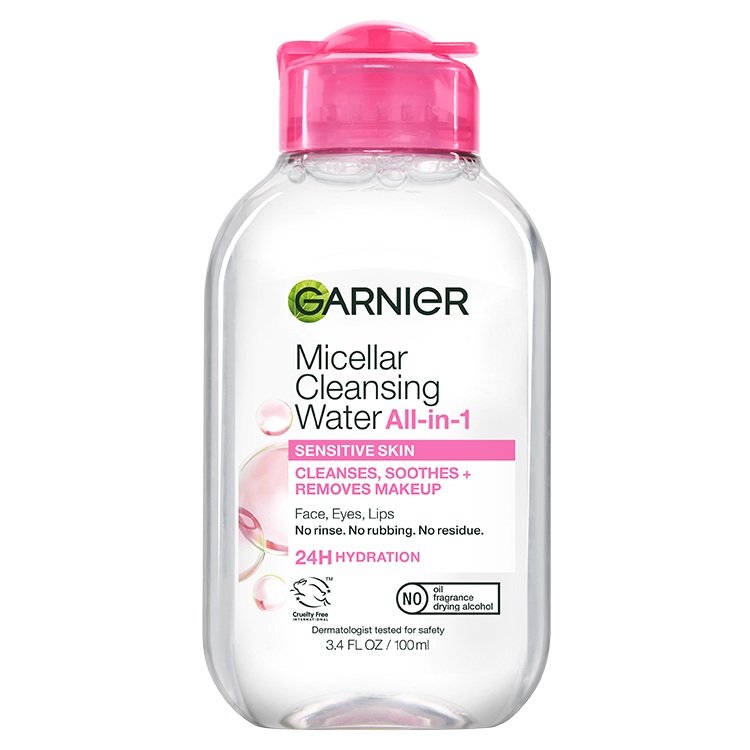 GARNIER
Micellar
Cleansing
Water All-in-1
SENSITIVE SKIN
CLEANSES, SOOTHES +
REMOVES MAKEUP
Face, Eyes, Lips
No rinse. No rubbing. No residue.
24H HYDRATION
TM
Cruelty Free
INTERNATIONAL
NO
oil
fragrance
drying alcohol
Dermatologist tested for safety
3.4 FL OZ / 100ml